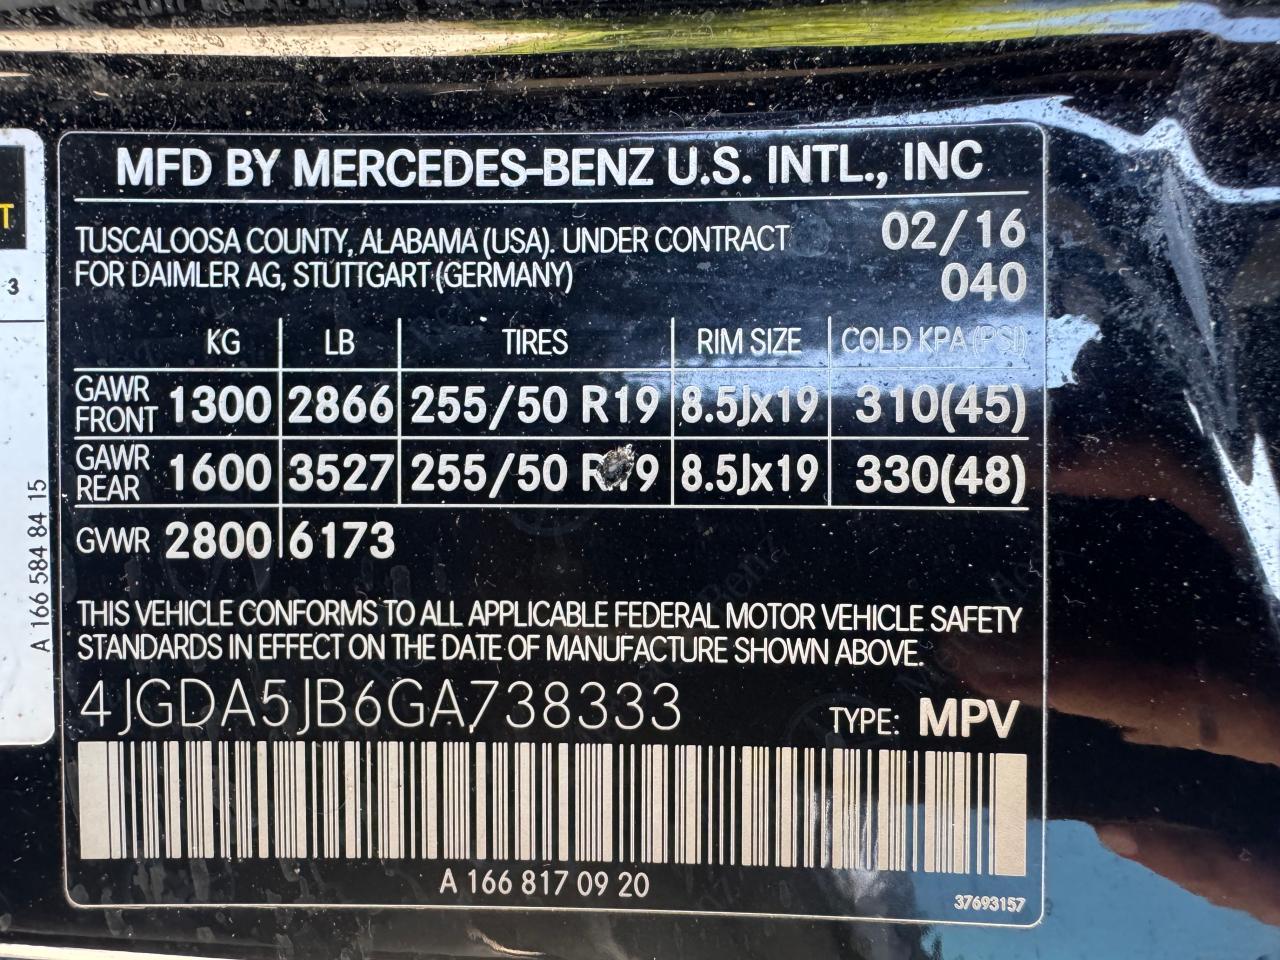 MFD BY MERCEDES-BENZ U.S. INTL., INC
TUSCALOOSA COUNTY, ALABAMA (USA). UNDER CONTRACT 02/16
FOR DAIMLER AG, STUTTGART (GERMANY) 040
KG LB TIRES RIM SIZE COLD KPA (PSI)
GAWR FRONT 1300 2866 255/50 R19 8.5Jx19 310(45)
GAWR REAR 1600 3527 255/50 R19 8.5Jx19 330(48)
GVWR 2800 6173
THIS VEHICLE CONFORMS TO ALL APPLICABLE FEDERAL MOTOR VEHICLE SAFETY
STANDARDS IN EFFECT ON THE DATE OF MANUFACTURE SHOWN ABOVE.
4JGDA5JB6GA738333 TYPE: MPV
A 166 817 09 20
37693157
T
3
A 166 584 84 15